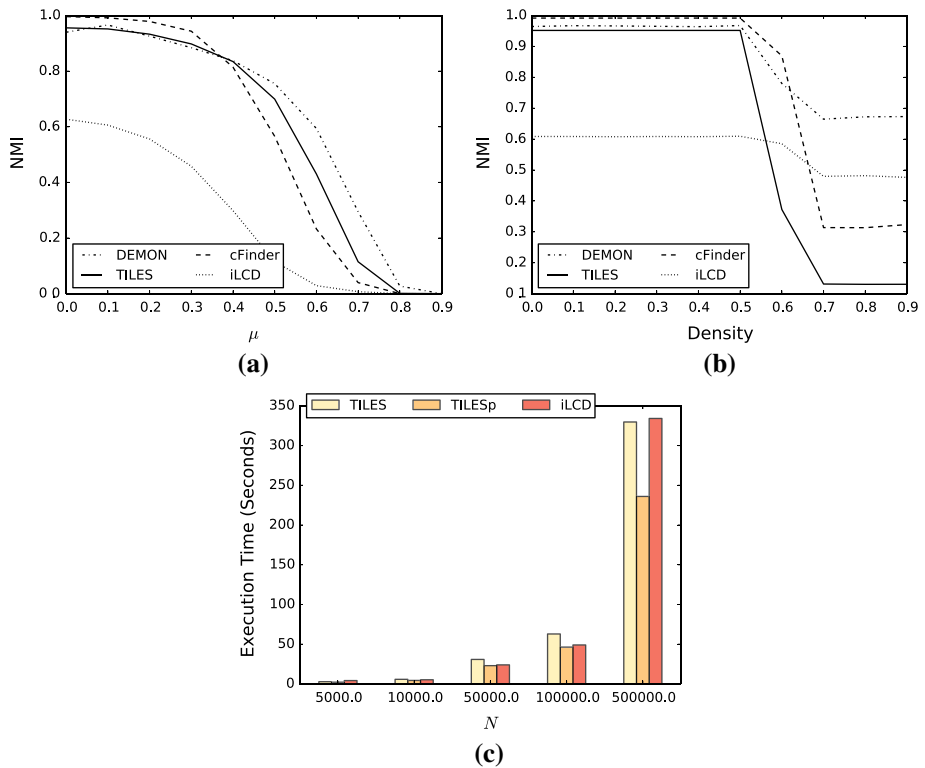 1.0
0.8
0.6
0.4
0.2
0.0
NMI
DEMON
TILES
cFinder
iLCD
0.0 0.1 0.2 0.3 0.4 0.5 0.6 0.7 0.8 0.9
μ
(a)
1.0
0.9
0.8
0.7
0.6
0.5
0.4
0.3
0.2
0.1
NMI
DEMON
TILES
cFinder
iLCD
0.0 0.1 0.2 0.3 0.4 0.5 0.6 0.7 0.8 0.9
Density
(b)
TILES TILESp iLCD
350
300
250
200
150
100
50
0
Execution Time (Seconds)
5000.0 10000.0 50000.0 100000.0 500000.0
N
(c)